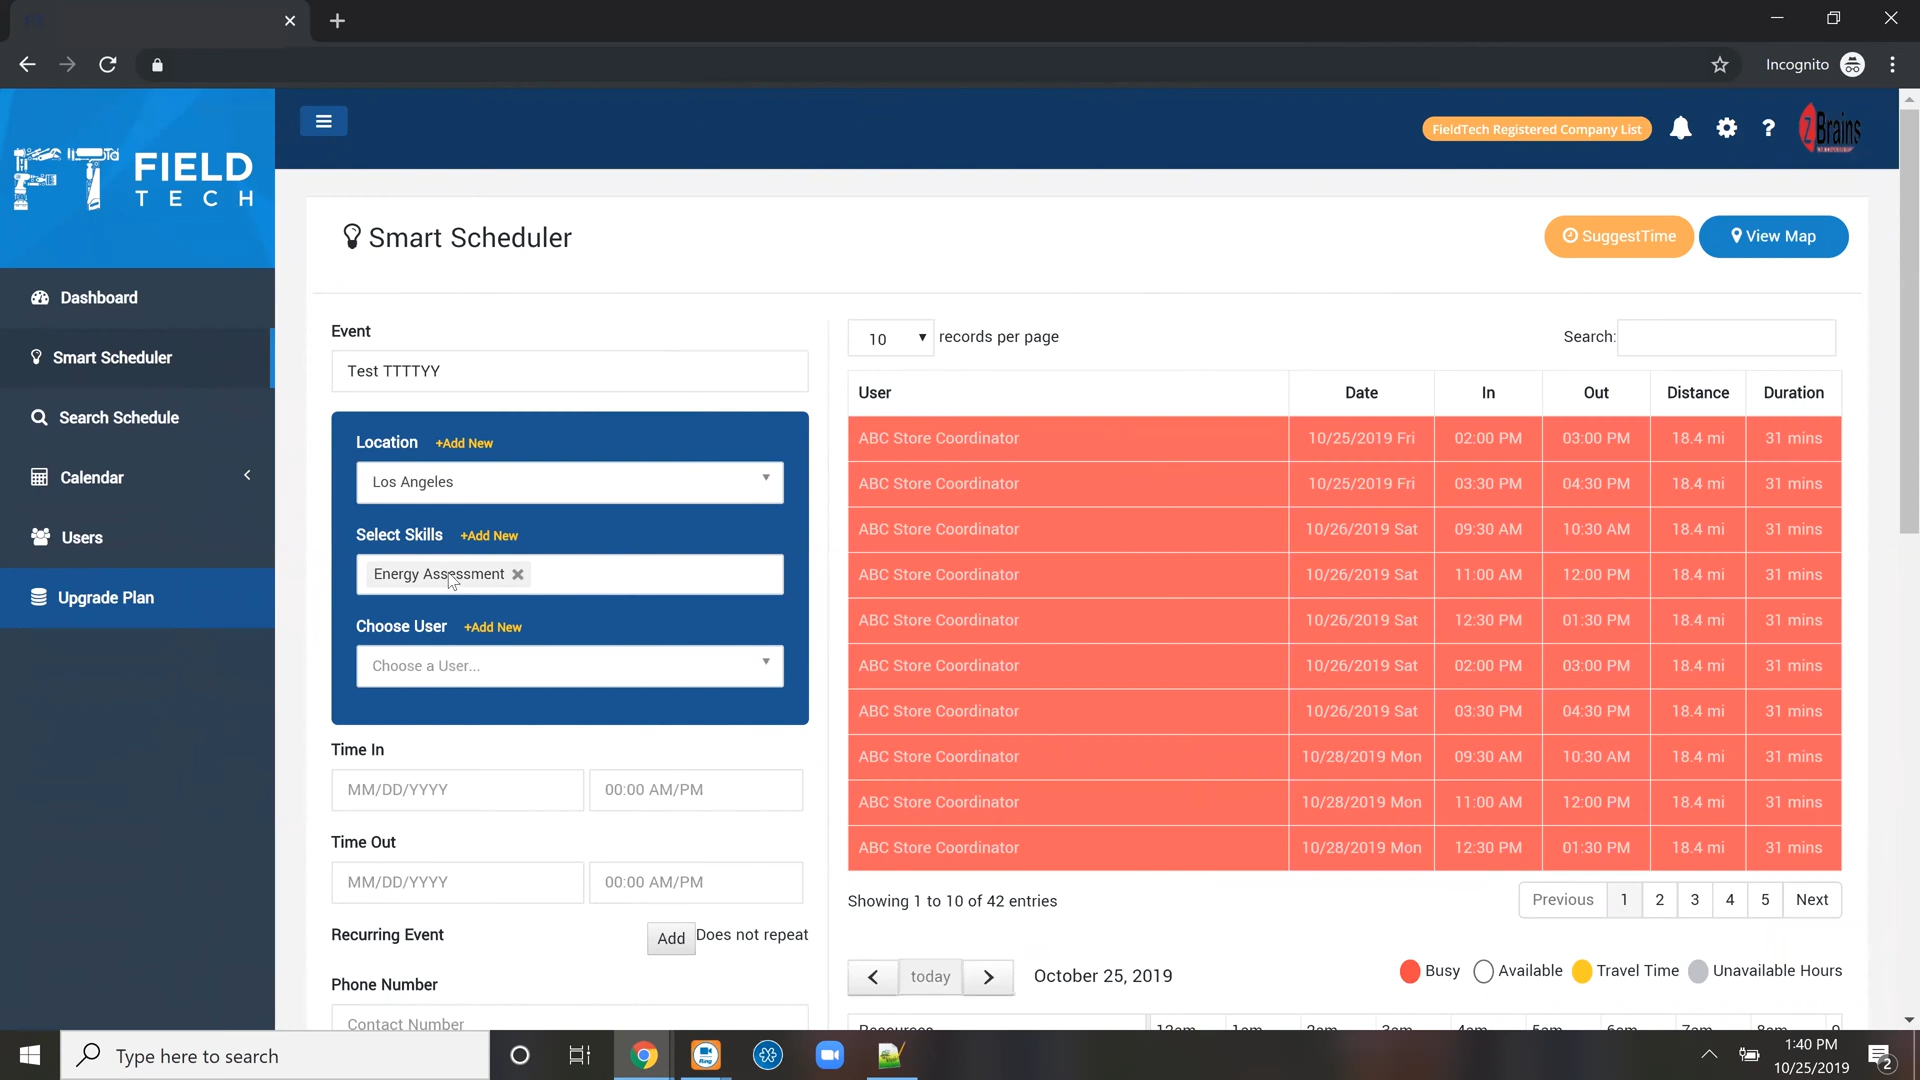 Incognito
FIELD
TECH
FieldTech Registered Company List
?
ZBrains
Dashboard
Smart Scheduler
Search Schedule
Calendar
Users
Upgrade Plan
Smart Scheduler
SuggestTime
View Map
Event
Test TTTTYY
Location +Add New
Los Angeles
Select Skills +Add New
Energy Assessment
Choose User +Add New
Choose a User...
Time In
MM/DD/YYYY 00:00 AM/PM
Time Out
MM/DD/YYYY 00:00 AM/PM
Recurring Event Add Does not repeat
Phone Number
Contact Number
10 records per page
Search:
User Date In Out Distance Duration
ABC Store Coordinator 10/25/2019 Fri 02:00 PM 03:00 PM 18.4 mi 31 mins
ABC Store Coordinator 10/25/2019 Fri 03:30 PM 04:30 PM 18.4 mi 31 mins
ABC Store Coordinator 10/26/2019 Sat 09:30 AM 10:30 AM 18.4 mi 31 mins
ABC Store Coordinator 10/26/2019 Sat 11:00 AM 12:00 PM 18.4 mi 31 mins
ABC Store Coordinator 10/26/2019 Sat 12:30 PM 01:30 PM 18.4 mi 31 mins
ABC Store Coordinator 10/26/2019 Sat 02:00 PM 03:00 PM 18.4 mi 31 mins
ABC Store Coordinator 10/26/2019 Sat 03:30 PM 04:30 PM 18.4 mi 31 mins
ABC Store Coordinator 10/28/2019 Mon 09:30 AM 10:30 AM 18.4 mi 31 mins
ABC Store Coordinator 10/28/2019 Mon 11:00 AM 12:00 PM 18.4 mi 31 mins
ABC Store Coordinator 10/28/2019 Mon 12:30 PM 01:30 PM 18.4 mi 31 mins
Showing 1 to 10 of 42 entries
Previous 1 2 3 4 5 Next
today October 25, 2019
Busy Available Travel Time Unavailable Hours
Resources 12am 1am 2am 3am 4am 5am 6am 7am 8am 9
Type here to search
1:40 PM
10/25/2019
2